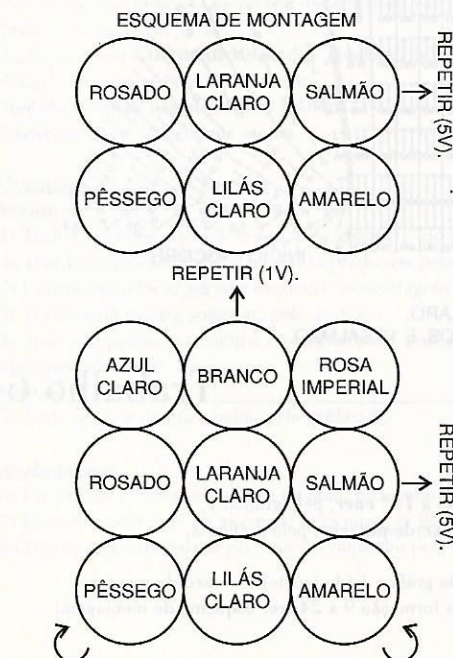 ESQUEMA DE MONTAGEM
ROSADO LARANJA CLARO SALMÃO
REPETIR (5V).
PÊSSEGO LILÁS CLARO AMARELO
REPETIR (1V).
AZUL CLARO BRANCO ROSA IMPERIAL
ROSADO LARANJA CLARO SALMÃO
REPETIR (5V).
PÊSSEGO LILÁS CLARO AMARELO